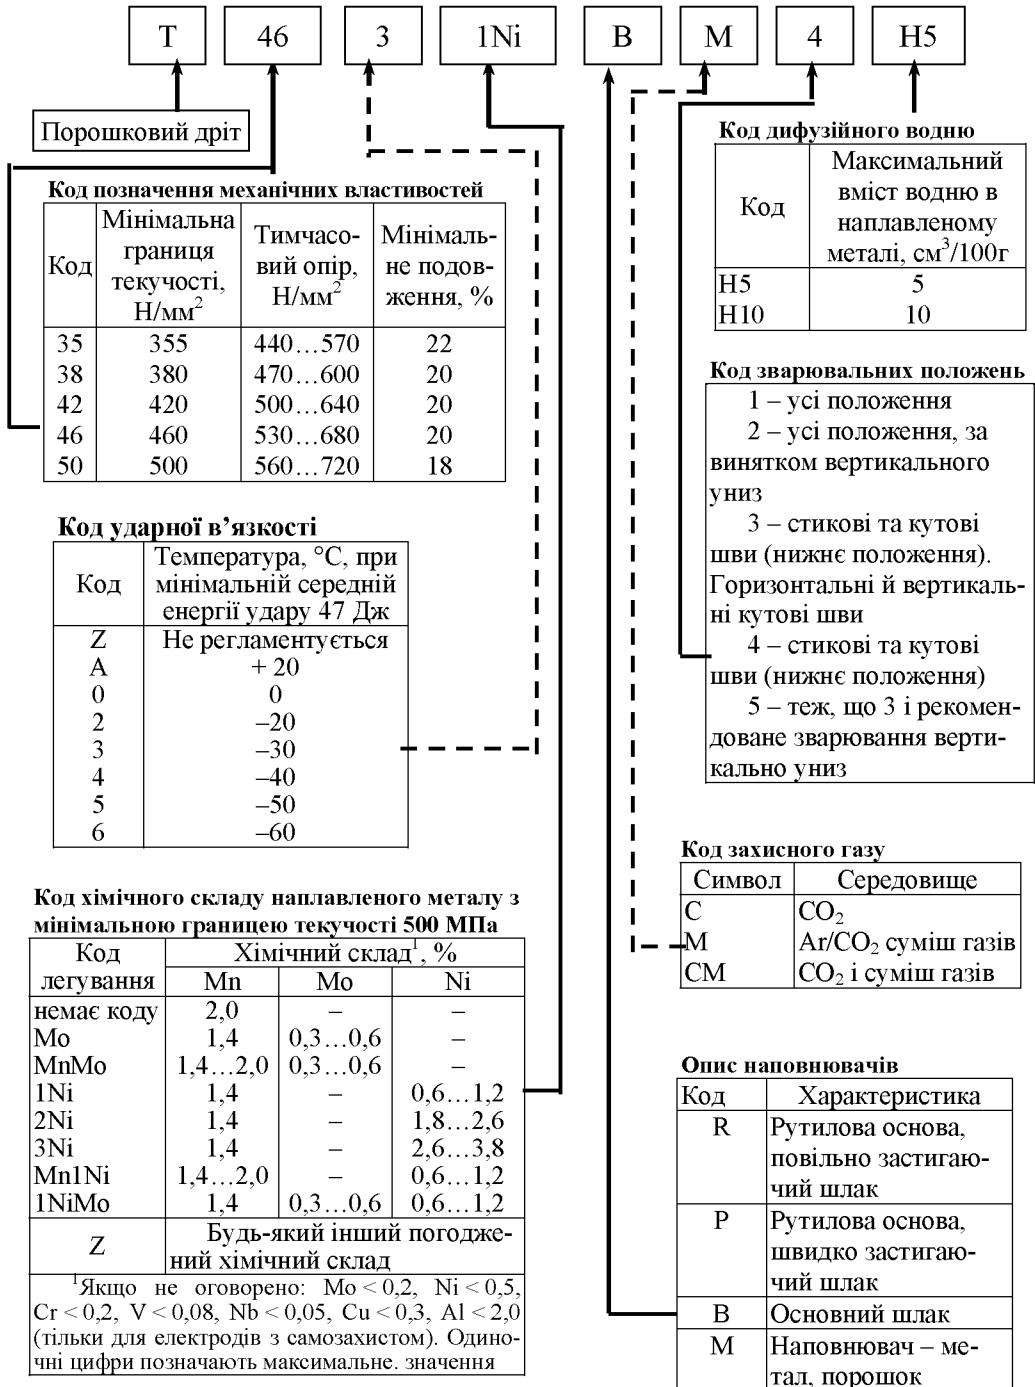 T 46 3 1Ni B M 4 H5
Порошковий дріт
Код позначення механічних властивостей
Код
Мінімальна
границя
текучості,
Н/мм2
Тимчасо-
вий опір,
Н/мм2
Мінімаль-
не подов-
ження, %
35 355 440…570 22
38 380 470…600 20
42 420 500…640 20
46 460 530…680 20
50 500 560…720 18
Код ударної в’язкості
Код
Температура, °С, при
мінімальній середній
енергії удару 47 Дж
Z Не регламентується
A + 20
0 0
2 –20
3 –30
4 –40
5 –50
6 –60
Код хімічного складу наплавленого металу з
мінімальною границею текучості 500 МПа
Код
легування
Хімічний склад1, %
Mn Mo Ni
немає коду 2,0 – –
Mo 1,4 0,3…0,6 –
MnMo 1,4…2,0 0,3…0,6 –
1Ni 1,4 – 0,6…1,2
2Ni 1,4 – 1,8…2,6
3Ni 1,4 – 2,6…3,8
Mn1Ni 1,4…2,0 – 0,6…1,2
1NiMo 1,4 0,3…0,6 0,6…1,2
Z
Будь-який інший погодже-
ний хімічний склад
1Якщо не оговорено: Mo < 0,2, Ni < 0,5,
Cr < 0,2, V < 0,08, Nb < 0,05, Cu < 0,3, Al < 2,0
(тільки для електродів з самозахистом). Одино-
чні цифри позначають максимальне. значення
Код дифузійного водню
Код
Максимальний
вміст водню в
наплавленому
металі, см3/100г
H5 5
H10 10
Код зварювальних положень
1 – усі положення
2 – усі положення, за
винятком вертикального
униз
3 – стикові та кутові
шви (нижнє положення).
Горизонтальні й вертикаль-
ні кутові шви
4 – стикові та кутові
шви (нижнє положення)
5 – теж, що 3 і рекомен-
доване зварювання верти-
кально униз
Код захисного газу
Символ Середовище
C CO2
M Ar/CO2 суміш газів
CM CO2 і суміш газів
Опис наповнювачів
Код Характеристика
R Рутилова основа,
повільно застигаю-
чий шлак
P Рутилова основа,
швидко застигаю-
чий шлак
B Основний шлак
M Наповнювач – ме-
тал, порошок